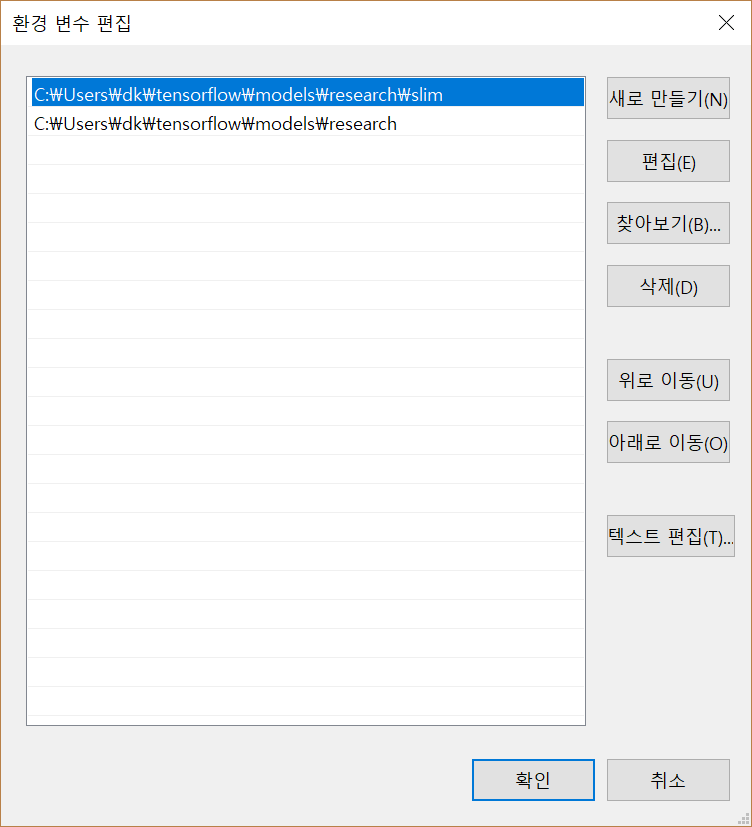 환경 변수 편집
C:₩Users₩dk₩tensorflow₩models₩research₩slim
C:₩Users₩dk₩tensorflow₩models₩research
새로 만들기(N)
편집(E)
찾아보기(B)...
삭제(D)
위로 이동(U)
아래로 이동(O)
텍스트 편집(T)...
확인
취소